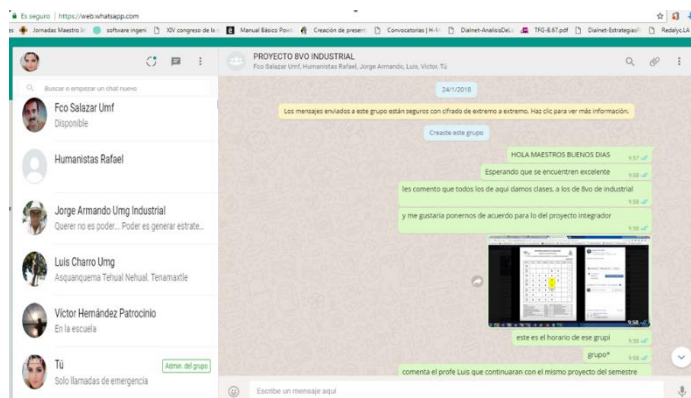 Es seguro | https://web.whatsapp.com
Jornadas Maestro
software ingeni
XIV congreso de la
Manual Básico
Creación de present
Convocatorias | H-
Dialnet-AnalisisDeL
TFG-B.67.pdf
Dialnet-Estrategias
Redalyc.LA
PROYECTO 8VO INDUSTRIAL
Fco Salazar Umf, Humanistas Rafael, Jorge Armando, Luis, Victor, Tú
Buscar o empezar un chat nuevo
Fco Salazar Umf
Disponible
Humanistas Rafael
Jorge Armando Umg Industrial
Querer no es poder... Poder es generar estrate...
Luis Charro Umg
Asquanquema Tehual Nehual. Tenamaxtle
Víctor Hernández Patrocinio
En la escuela
Tú
Admin. del grupo
Solo llamadas de emergencia
24/1/2018
Los mensajes enviados a este grupo están seguros con cifrado de extremo a extremo. Haz clic para ver más información.
Creaste este grupo
HOLA MAESTROS BUENOS DIAS 9:57
Esperando que se encuentren excelente 9:58
les comento que todos los de aqui damos clases, a los de 8vo de industrial
9:58
y me gustaria ponernos de acuerdo para lo del proyecto integrador
9:58
9:58
este es el horario de ese grupi 9:58
grupo* 9:58
comenta el profe Luis que continuaran con el mismo proyecto del semestre
Escribe un mensaje aquí